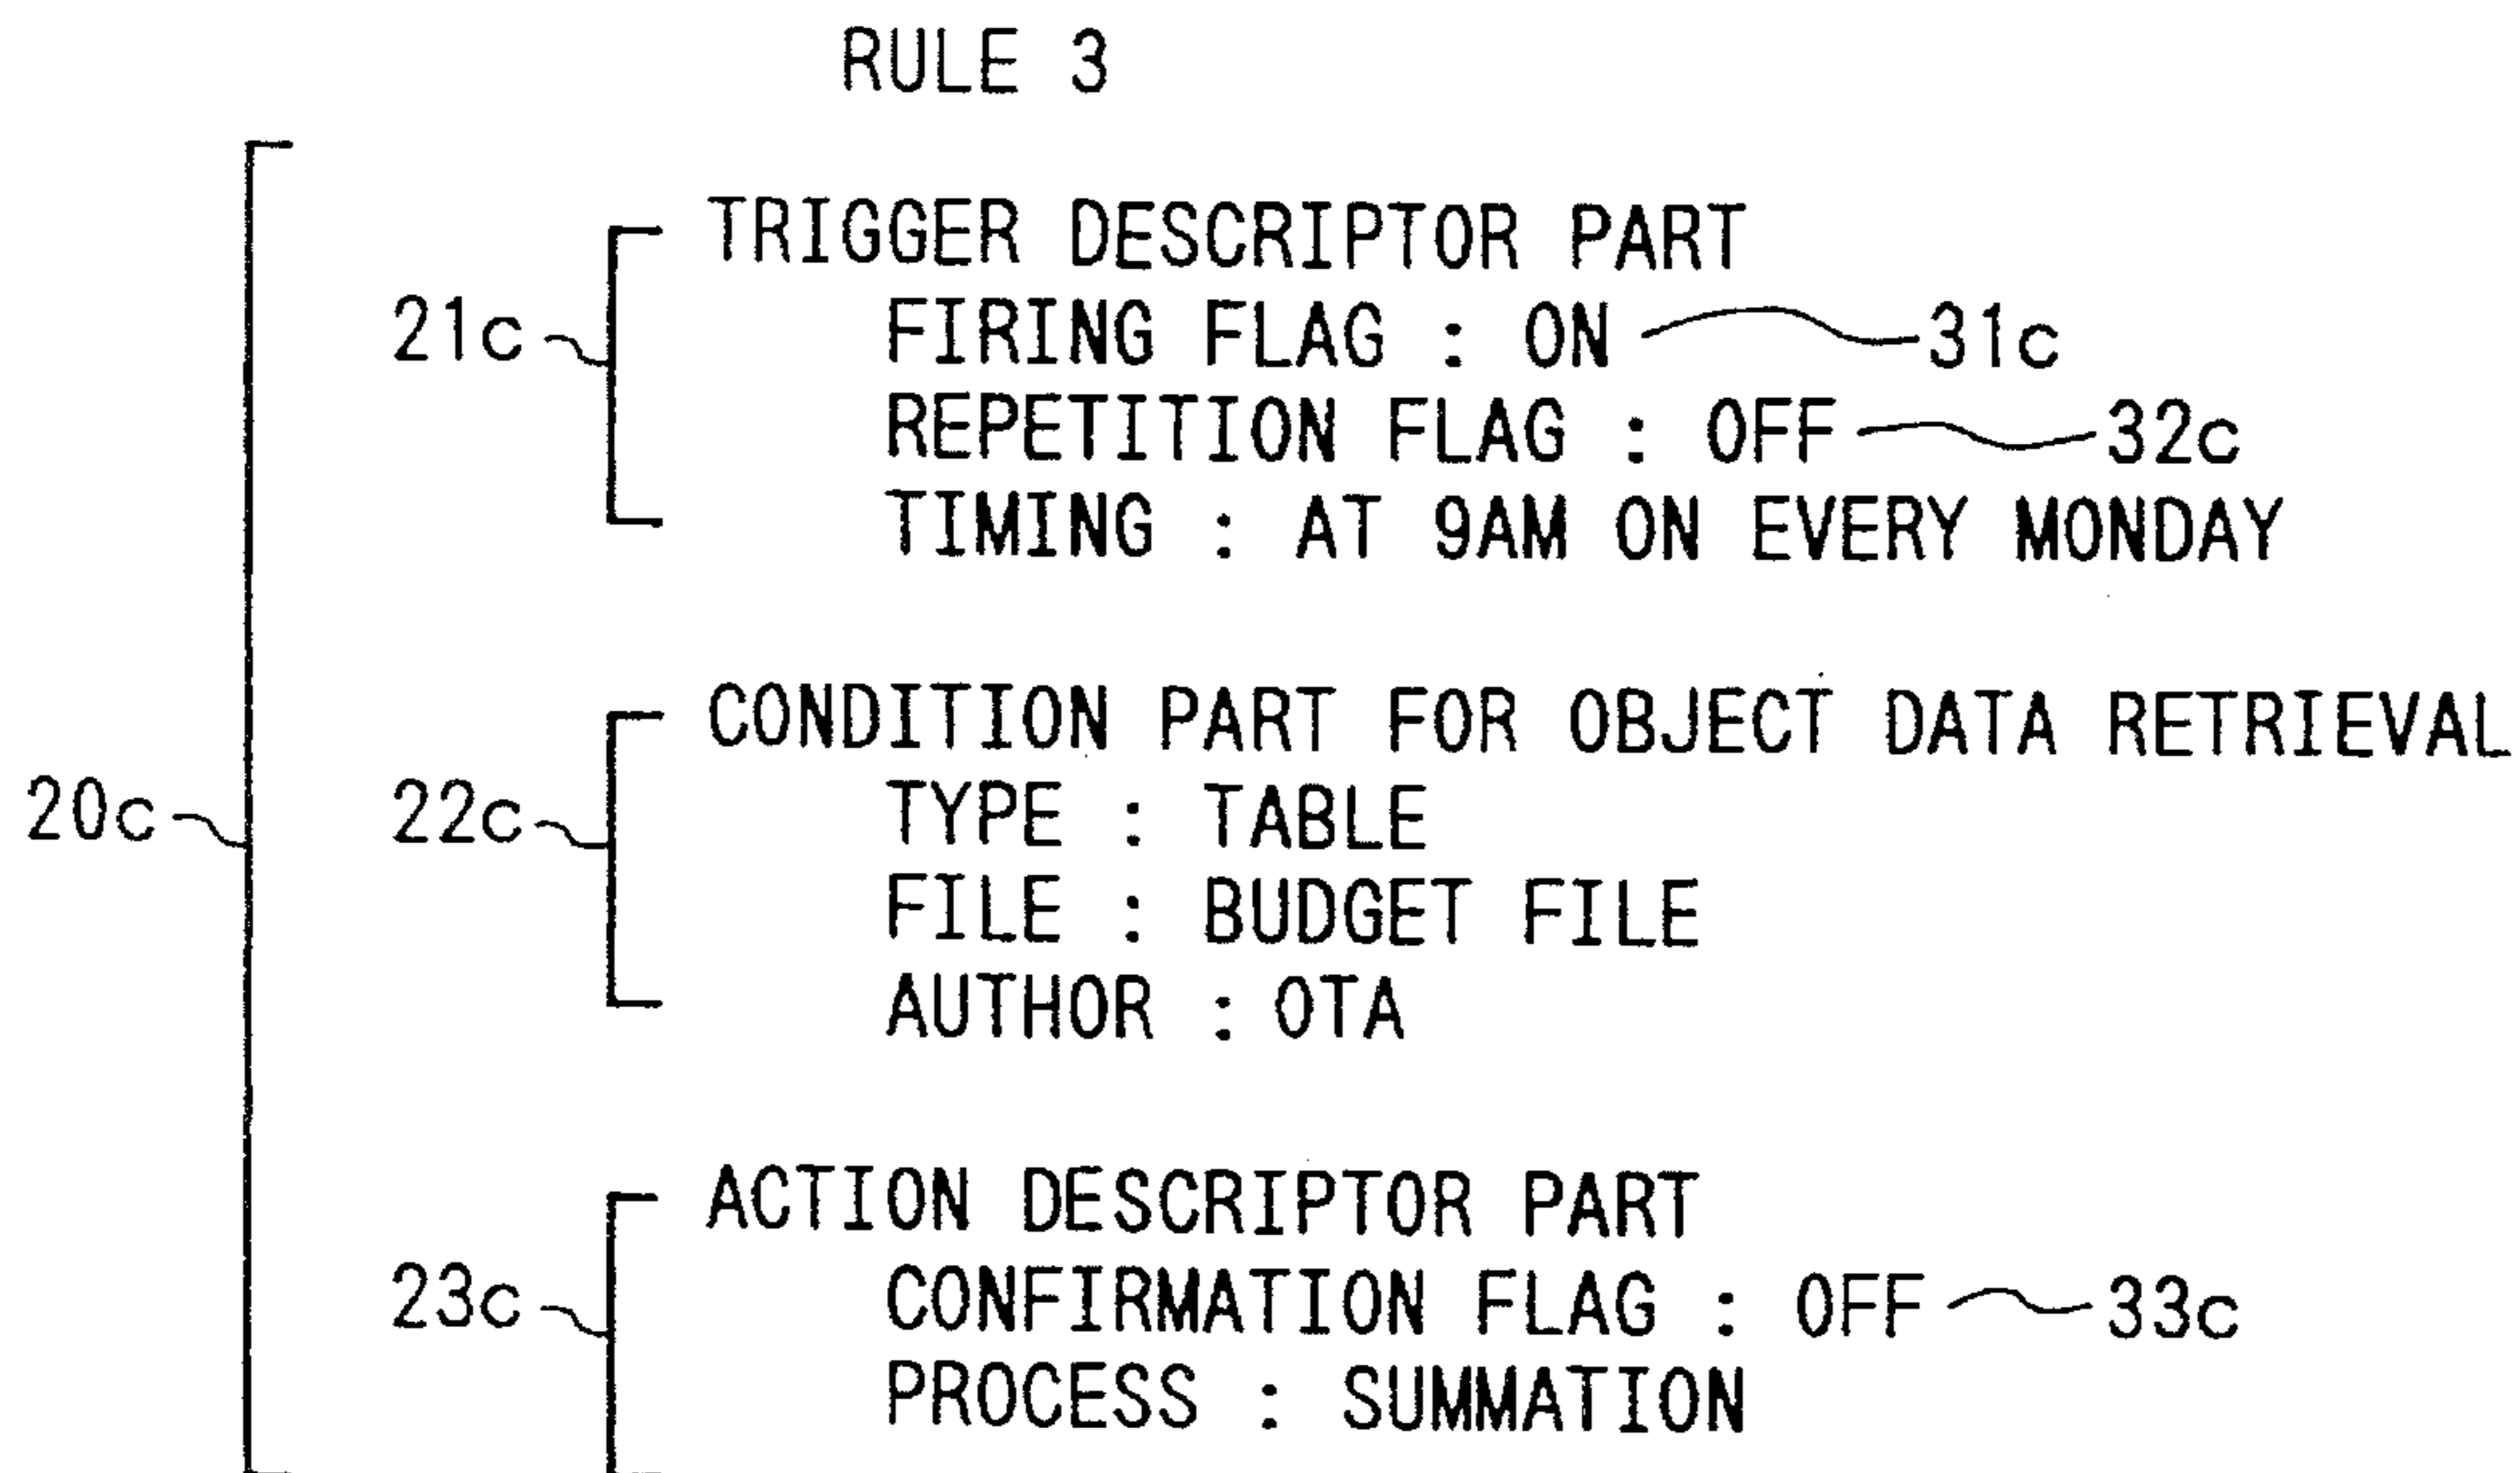 RULE 3
TRIGGER DESCRIPTOR PART
21c FIRING FLAG : ON 31c
REPETITION FLAG : OFF 32c
TIMING : AT 9AM ON EVERY MONDAY
CONDITION PART FOR OBJECT DATA RETRIEVAL
20c 22c TYPE : TABLE
FILE : BUDGET FILE
AUTHOR : OTA
ACTION DESCRIPTOR PART
23c CONFIRMATION FLAG : OFF 33c
PROCESS : SUMMATION